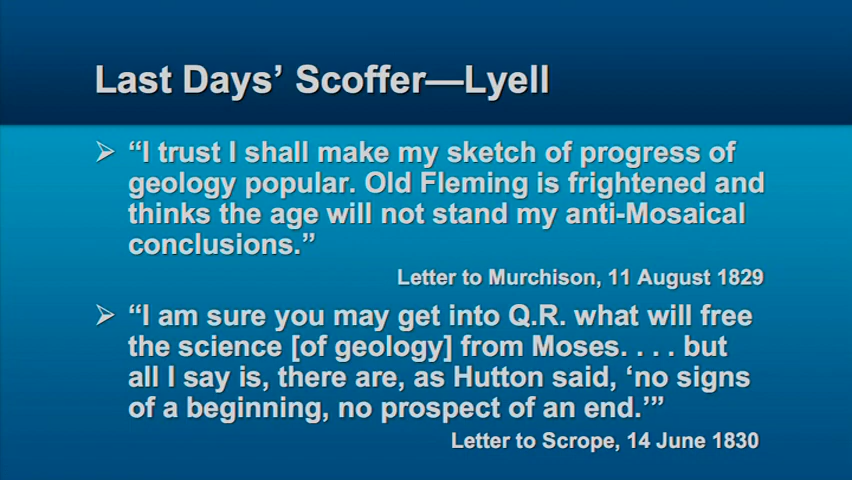 Last Days’ Scoffer—Lyell
➢ “I trust I shall make my sketch of progress of
geology popular. Old Fleming is frightened and
thinks the age will not stand my anti-Mosaical
conclusions.”
Letter to Murchison, 11 August 1829
➢ “I am sure you may get into Q.R. what will free
the science [of geology] from Moses. . . . but
all I say is, there are, as Hutton said, ‘no signs
of a beginning, no prospect of an end.’”
Letter to Scrope, 14 June 1830